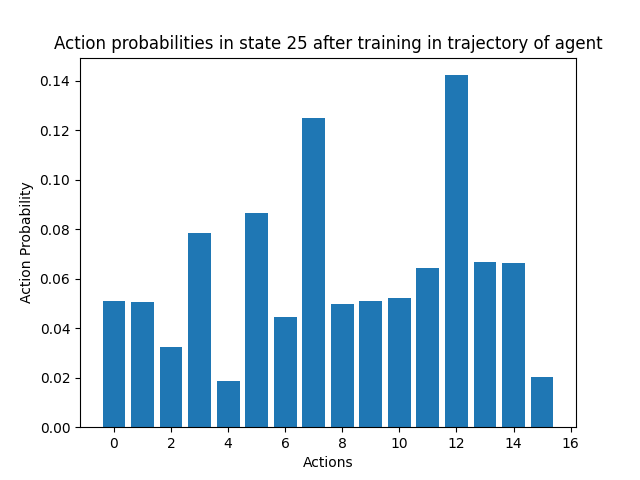 Action probabilities in state 25 after training in trajectory of agent
0.14
0.12
0.10
0.08
0.06
0.04
0.02
0.00
Action Probability
0 2 4 6 8 10 12 14 16
Actions